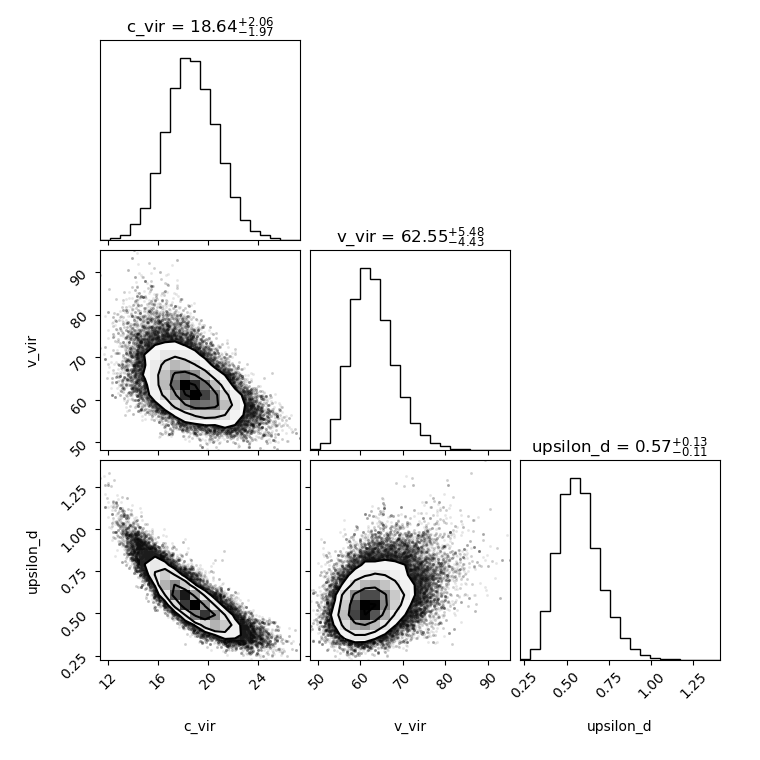 c_vir = 18.64+2.06−1.97
v_vir = 62.55+5.48−4.43
90
80
70
60
50
v_vir
upsilon_d = 0.57+0.13−0.11
1.25
1.00
0.75
0.50
0.25
upsilon_d
12 16 20 24
50 60 70 80 90
0.25 0.50 0.75 1.00 1.25
c_vir v_vir upsilon_d